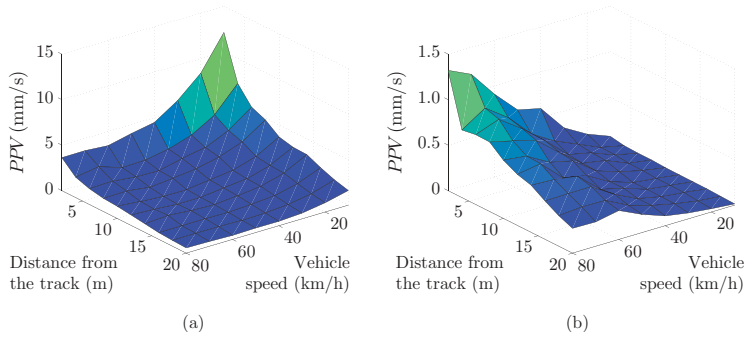 15
10
5
0
PPV (mm/s)
5
10
15
20
80
60
40
20
Distance from
the track (m)
Vehicle
speed (km/h)
(a)
1.5
1.0
0.5
0
PPV (mm/s)
5
10
15
20
80
60
40
20
Distance from
the track (m)
Vehicle
speed (km/h)
(b)